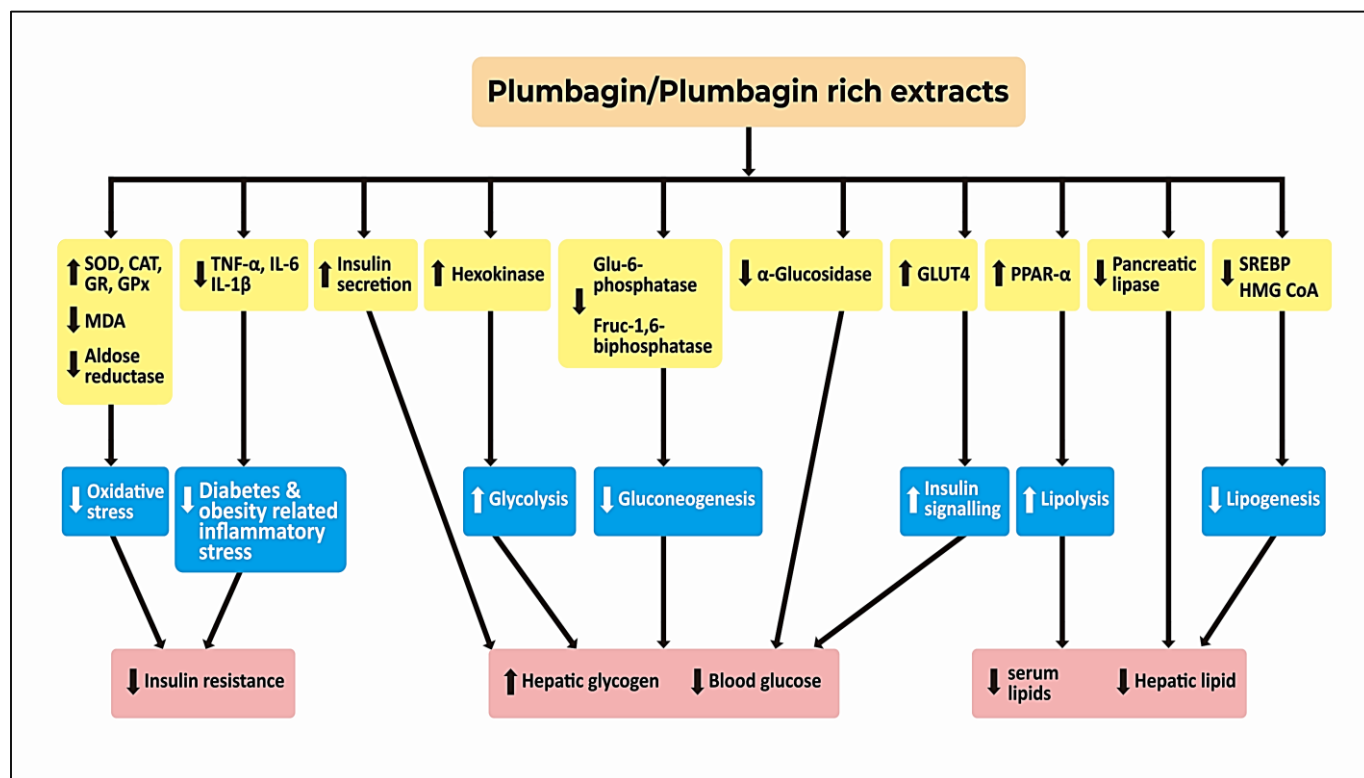 Plumbagin/Plumbagin rich extracts
↑ SOD, CAT,
GR, GPx
↓ MDA
↓ Aldose
reductase
↓ TNF-α, IL-6
IL-1β
↑ Insulin
secretion
↑ Hexokinase
Glu-6-
phosphatase
↓
Fruc-1,6-
biphosphatase
↓ α-Glucosidase
↑ GLUT4
↑ PPAR-α
↓ Pancreatic
lipase
↓ SREBP
HMG CoA
↓ Oxidative
stress
↓ Diabetes &
obesity related
inflammatory
stress
↑ Glycolysis
↓ Gluconeogenesis
↑ Insulin
signalling
↑ Lipolysis
↓ Lipogenesis
↓ Insulin resistance
↑ Hepatic glycogen
↓ Blood glucose
↓ serum
lipids
↓ Hepatic lipid